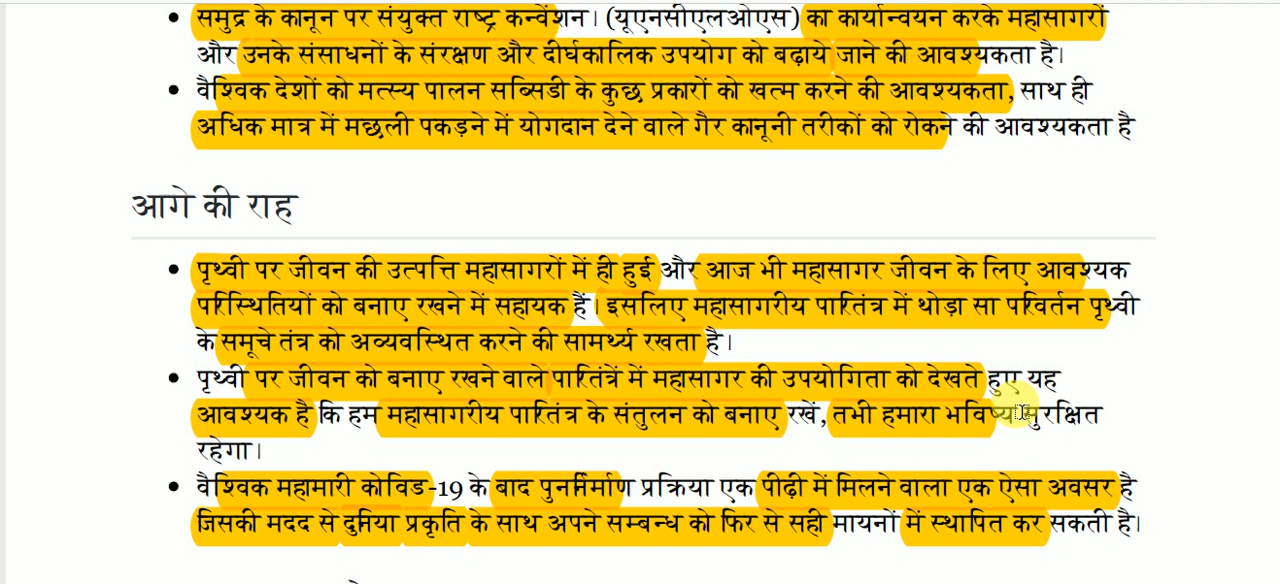 समुद्र के कानून पर संयुक्त राष्ट्र कन्वेंशन। (यूएनसीएलओएस) का कार्यान्वयन करके महासागरों
और उनके संसाधनों के संरक्षण और दीर्घकालिक उपयोग को बढ़ाये जाने की आवश्यकता है।
वैश्विक देशों को मत्स्य पालन सब्सिडी के कुछ प्रकारों को खत्म करने की आवश्यकता, साथ ही
अधिक मात्र में मछली पकड़ने में योगदान देने वाले गैर कानूनी तरीकों को रोकने की आवश्यकता है
आगे की राह
पृथ्वी पर जीवन की उत्पत्ति महासागरों में ही हुई और आज भी महासागर जीवन के लिए आवश्यक
परिस्थितियों को बनाए रखने में सहायक हैं। इसलिए महासागरीय पारितंत्र में थोड़ा सा परिवर्तन पृथ्वी
के समूचे तंत्र को अव्यवस्थित करने की सामर्थ्य रखता है।
पृथ्वी पर जीवन को बनाए रखने वाले पारितंत्रें में महासागर की उपयोगिता को देखते हुए यह
आवश्यक है कि हम महासागरीय पारितंत्र के संतुलन को बनाए रखें, तभी हमारा भविष्य सुरक्षित
रहेगा।
वैश्विक महामारी कोविड-19 के बाद पुनर्निर्माण प्रक्रिया एक पीढ़ी में मिलने वाला एक ऐसा अवसर है
जिसकी मदद से दुनिया प्रकृति के साथ अपने सम्बन्ध को फिर से सही मायनों में स्थापित कर सकती है।